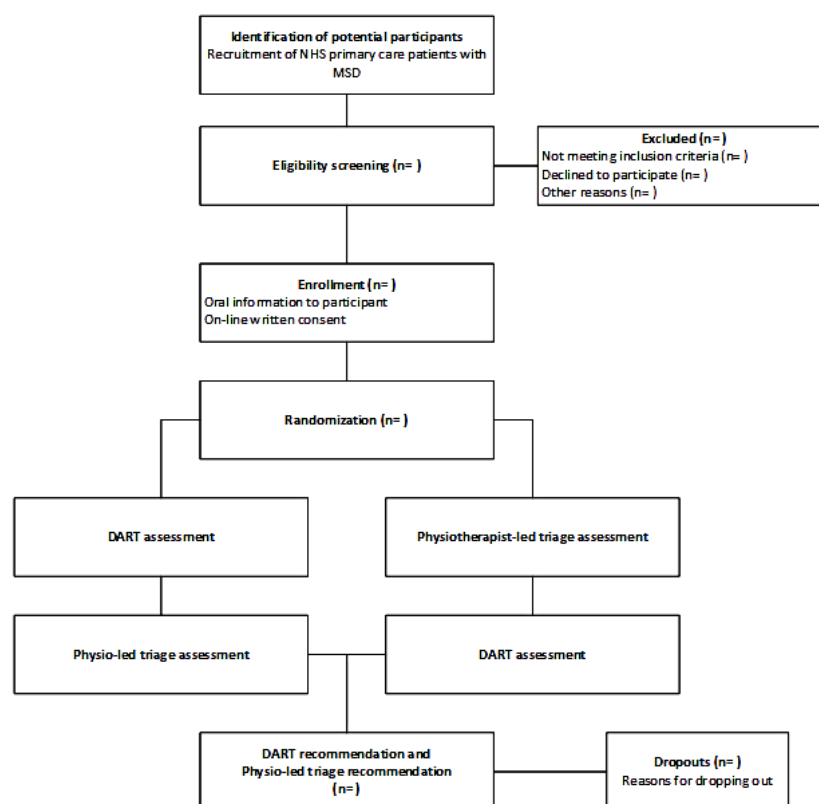 Identification of potential participants
Recruitment of NHS primary care patients with
MSD
Eligibility screening (n= )
Excluded (n= )
Not meeting inclusion criteria (n= )
Declined to participate (n= )
Other reasons (n= )
Enrollment (n= )
Oral information to participant
On-line written consent
Randomization (n= )
DART assessment
Physiotherapist-led triage assessment
Physio-led triage assessment
DART assessment
DART recommendation and
Physio-led triage recommendation
(n= )
Dropouts (n= )
Reasons for dropping out